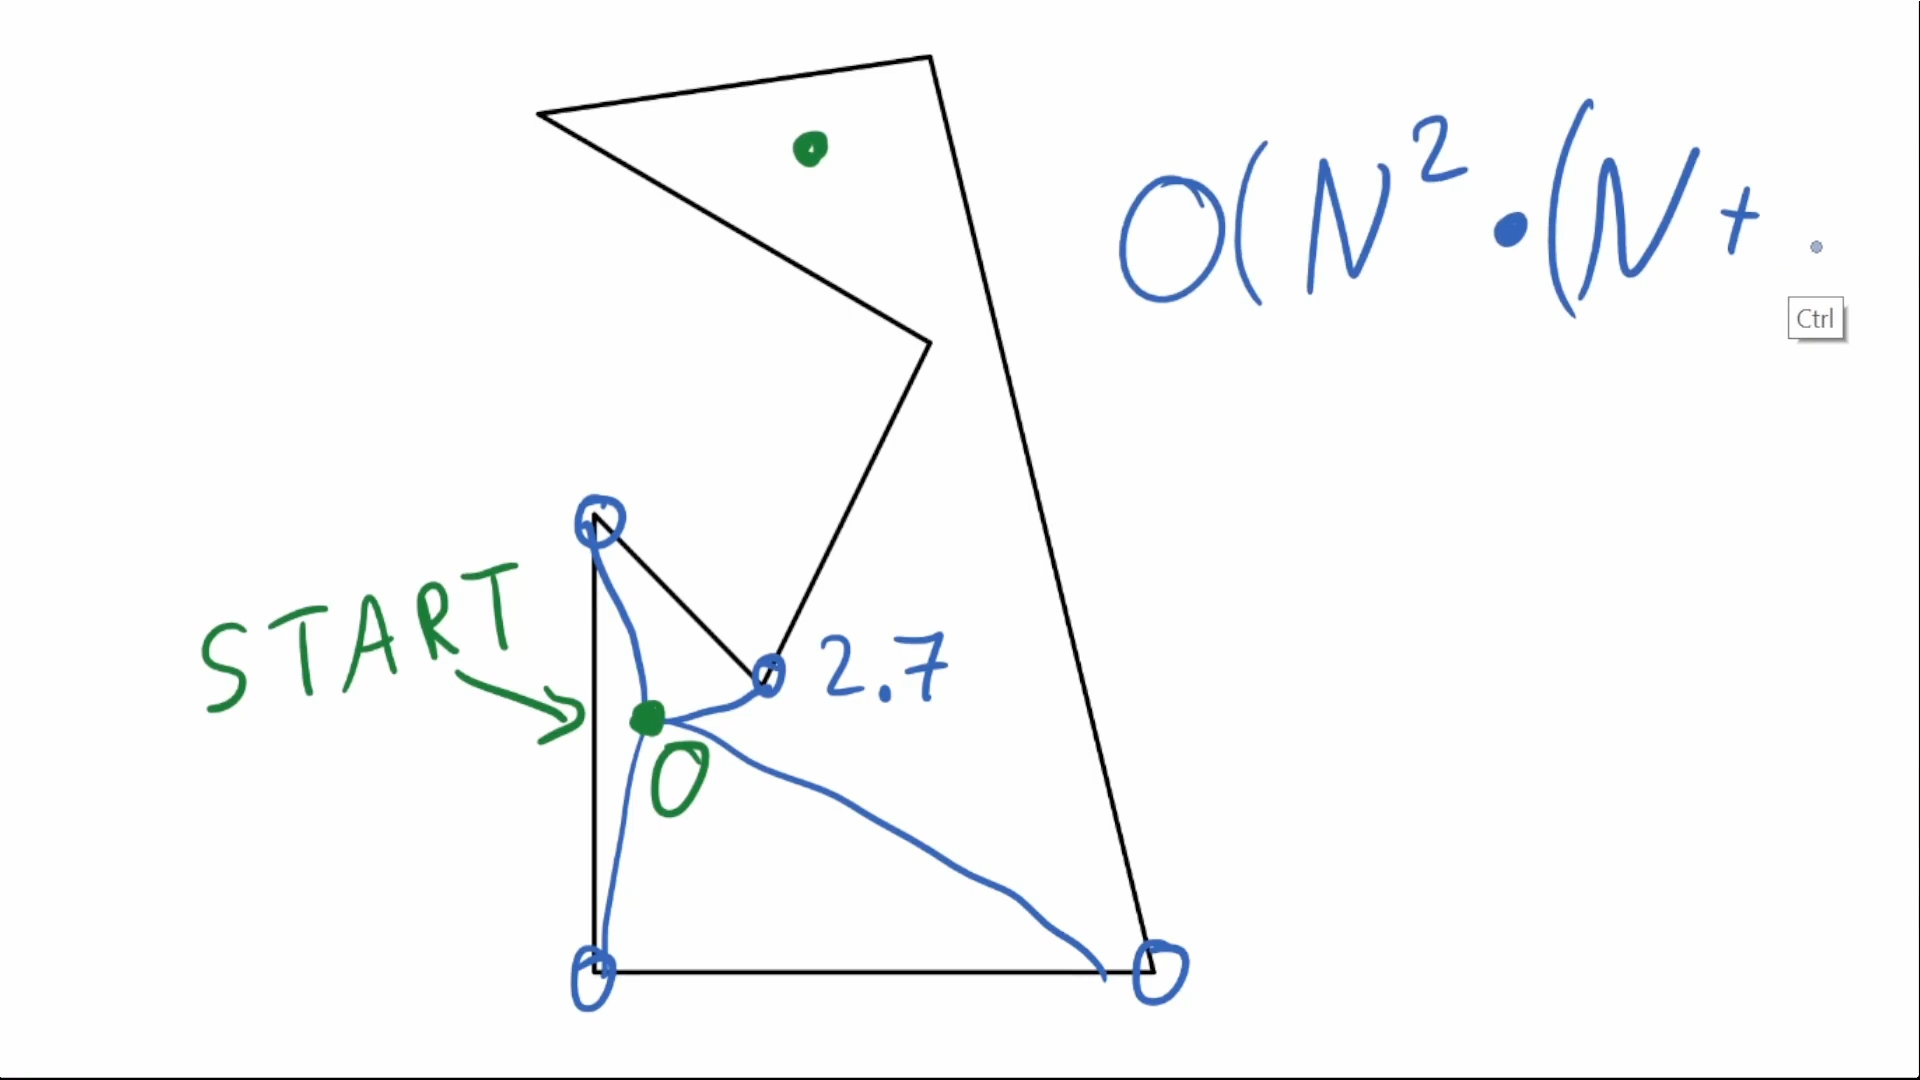 O(N² • (N +
Ctrl
START
2.7
0